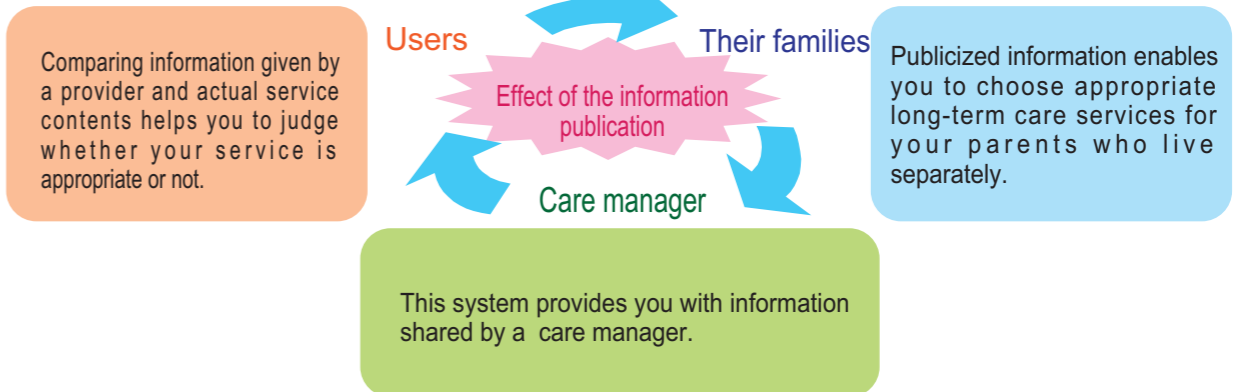 Users
Comparing information given by
a provider and actual service
contents helps you to judge
whether your service is
appropriate or not.
Effect of the information
publication
Their families
Publicized information enables
you to choose appropriate
long-term care services for
your parents who live
separately.
Care manager
This system provides you with information
shared by a care manager.